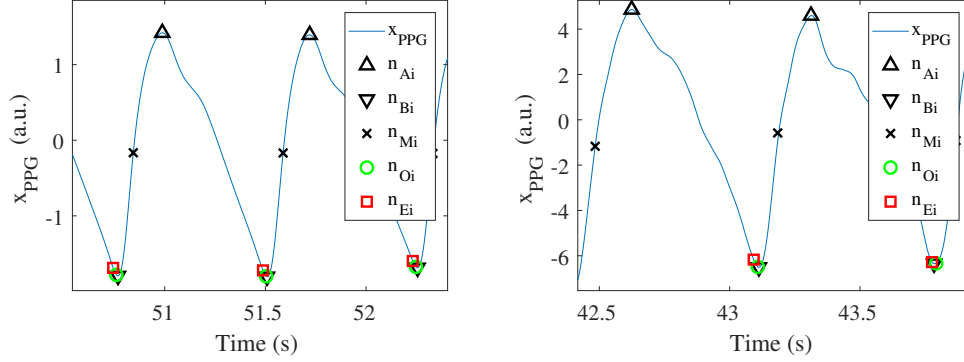 1
0
-1
x_PPG (a.u.)
51
51.5
52
Time (s)
x_PPG
n_Ai
n_Bi
n_Mi
n_Oi
n_Ei
4
2
0
-2
-4
-6
x_PPG (a.u.)
42.5
43
43.5
Time (s)
x_PPG
n_Ai
n_Bi
n_Mi
n_Oi
n_Ei